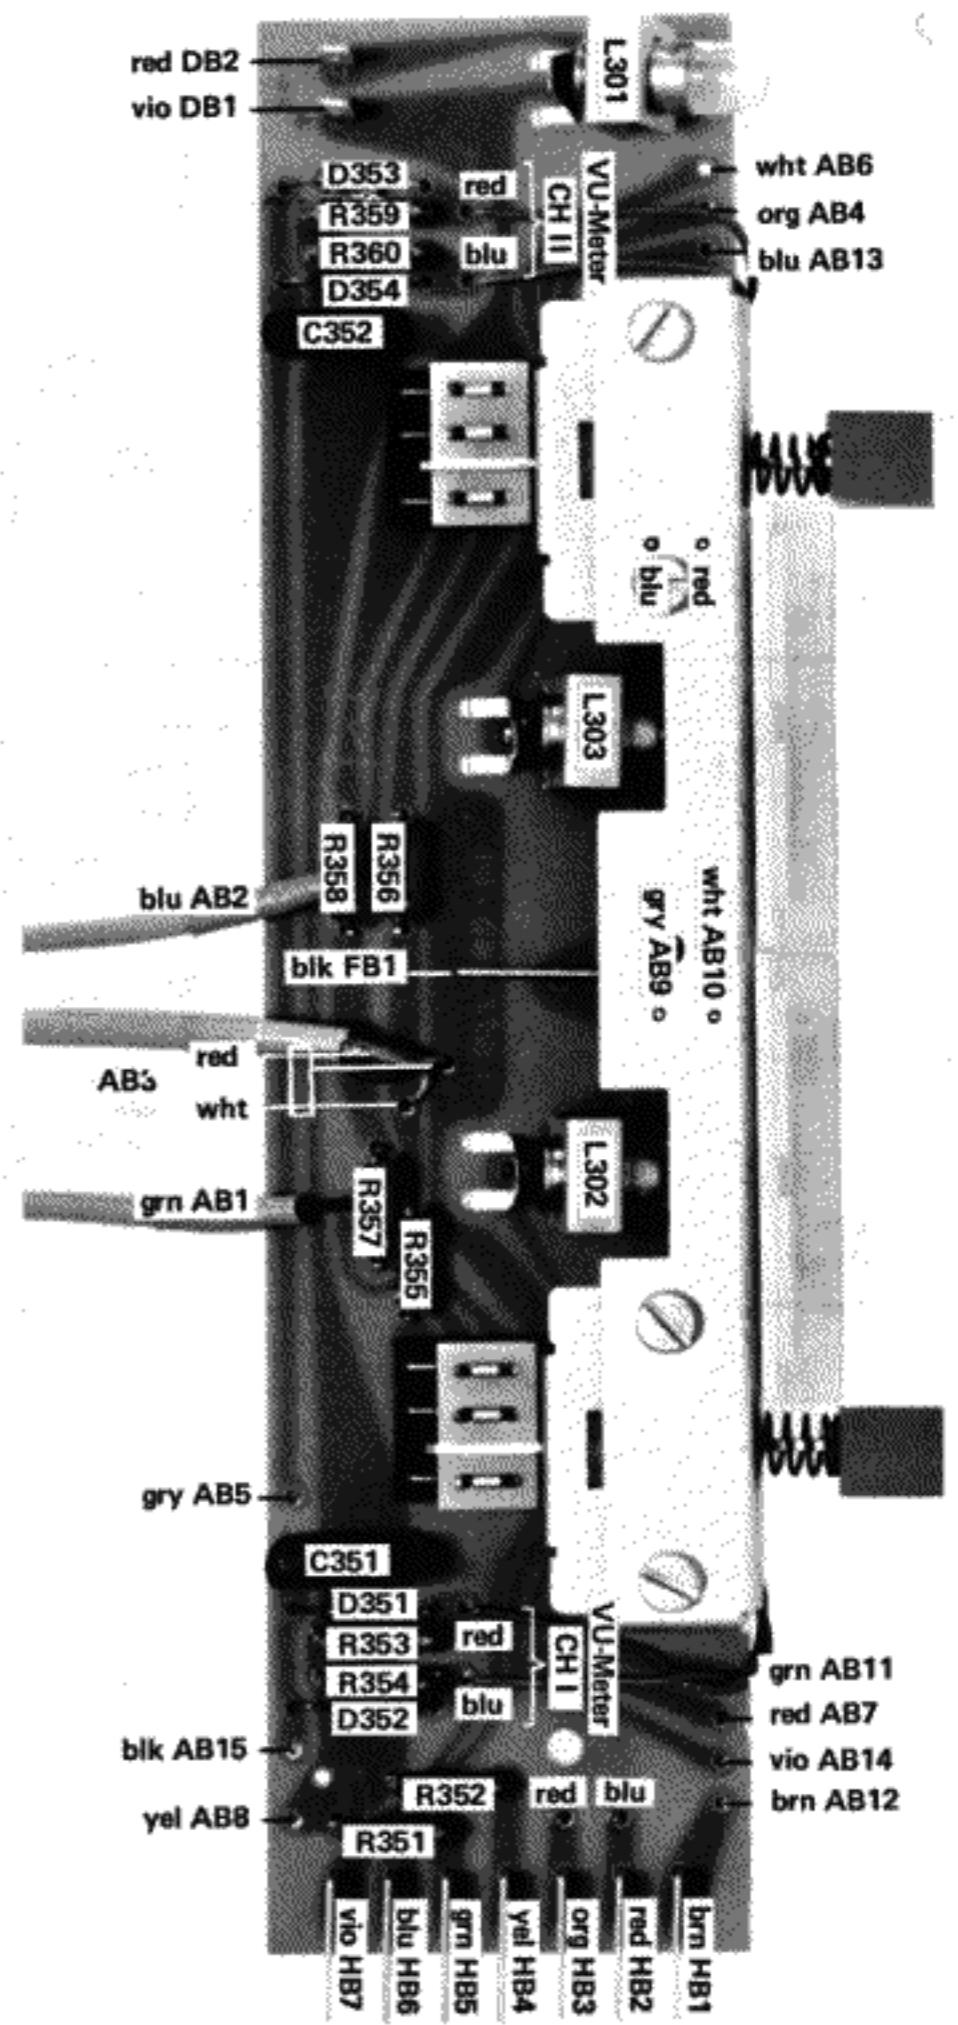 red DB2
L301
vio DB1
wht AB6
D353
red
VU-Meter
CH II
org AB4
R359
R360
blu
blu AB13
D354
C352
red
blu
L303
R358
R356
blu AB2
wht AB10
gry AB9
blk FB1
red
AB3
wht
L302
grn AB1
R357
R355
gry AB5
C351
D351
VU-Meter
CH I
R353
red
R354
grn AB11
blu
D352
red AB7
blk AB15
vio AB14
R352
red
blu
brn AB12
yel AB8
R351
vio HB7
blu HB6
grn HB5
yel HB4
org HB3
red HB2
brn HB1